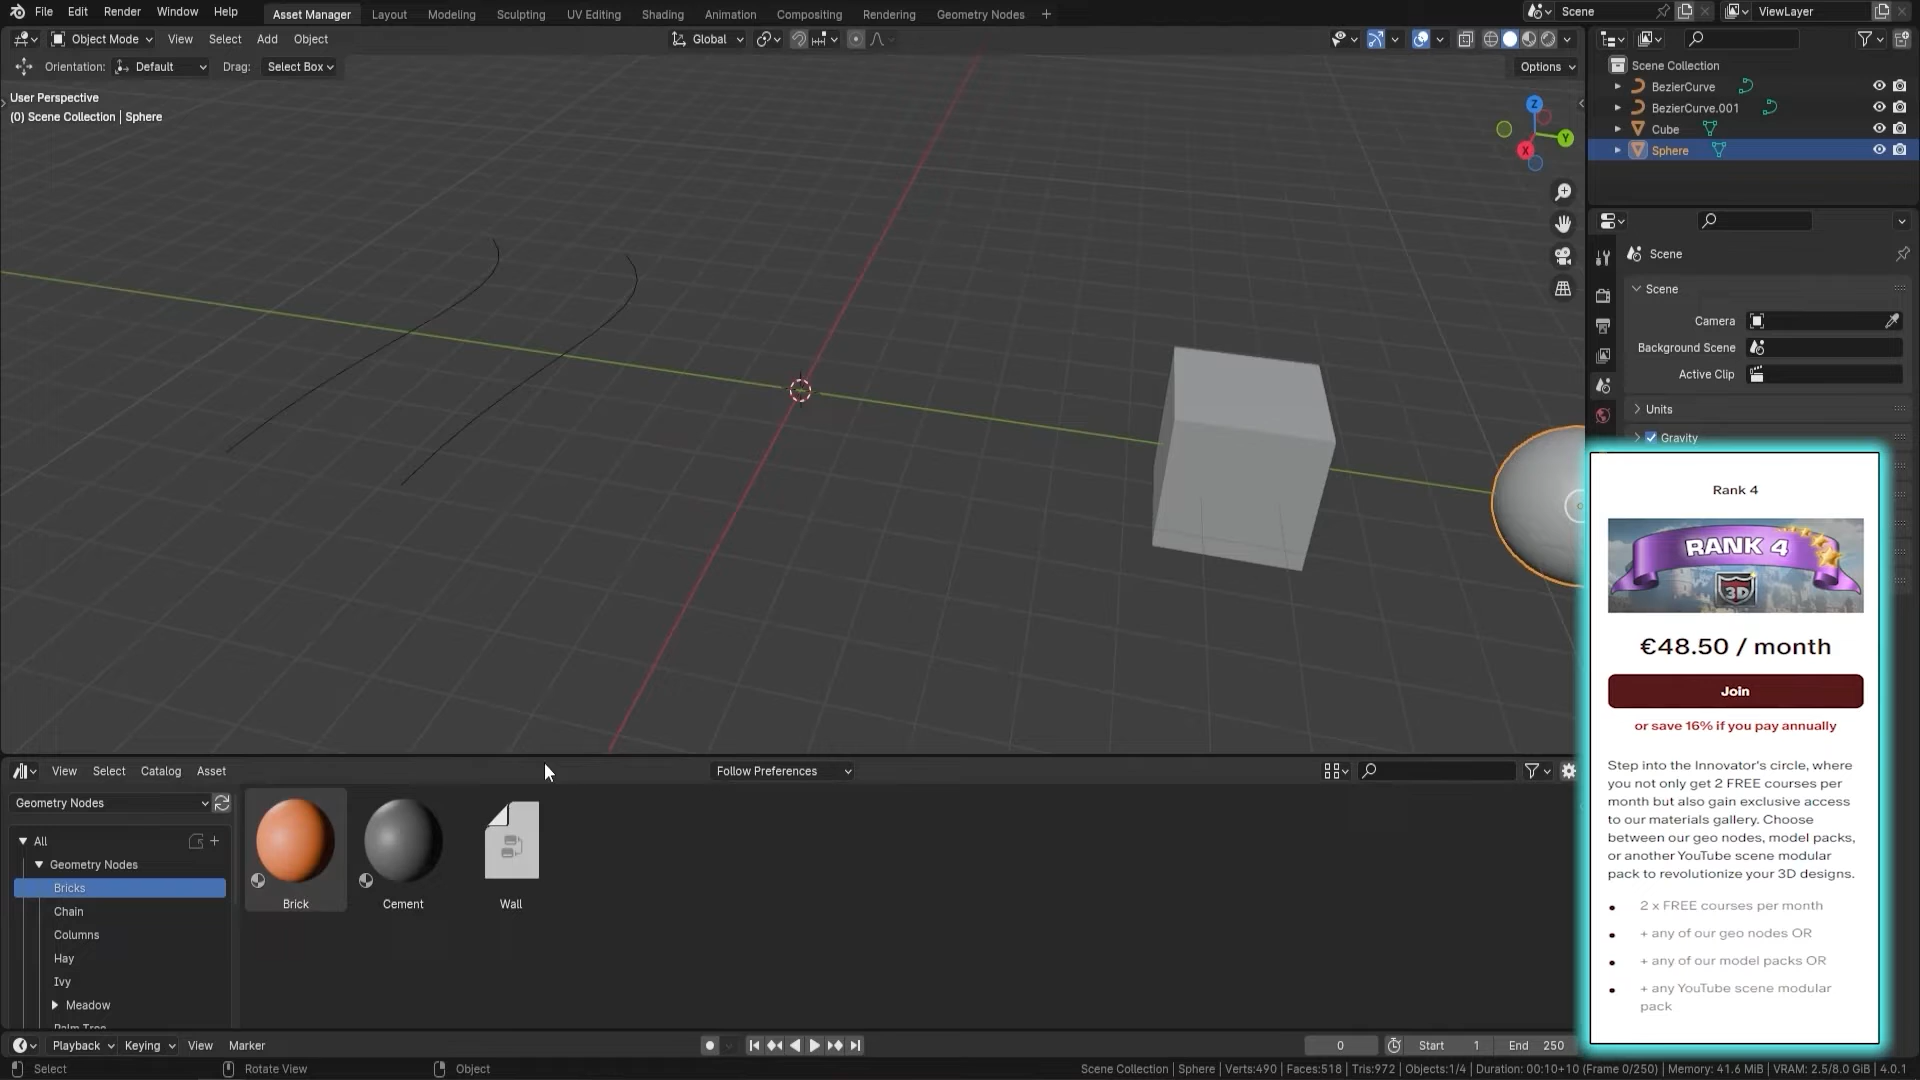 File Edit Render Window Help
Asset Manager Layout Modeling Sculpting UV Editing Shading Animation Compositing Rendering Geometry Nodes +
Scene
ViewLayer
Object Mode View Select Add Object
Global
Orientation: Default Drag: Select Box
Options
User Perspective
(0) Scene Collection | Sphere
Z
Y
X
Scene Collection
BezierCurve
BezierCurve.001
Cube
Sphere
Scene
Scene
Camera
Background Scene
Active Clip
Units
Gravity
Rank 4
RANK 4
3D
€48.50 / month
Join
or save 16% if you pay annually
Step into the Innovator's circle, where
you not only get 2 FREE courses per
month but also gain exclusive access
to our materials gallery. Choose
between our geo nodes, model packs,
or another YouTube scene modular
pack to revolutionize your 3D designs.
2 x FREE courses per month
+ any of our geo nodes OR
+ any of our model packs OR
+ any YouTube scene modular
pack
View Select Catalog Asset
Follow Preferences
Geometry Nodes
All
Geometry Nodes
Bricks
Chain
Columns
Hay
Ivy
Meadow
Palm Tree
Brick
Cement
Wall
Playback Keying View Marker
0
Start 1
End 250
Select
Rotate View
Object
Scene Collection | Sphere | Verts:490 | Faces:518 | Tris:972 | Objects:1/4 | Duration: 00:10+10 (Frame 0/250) | Memory: 41.6 MiB | VRAM: 2.5/8.0 GiB | 4.0.1